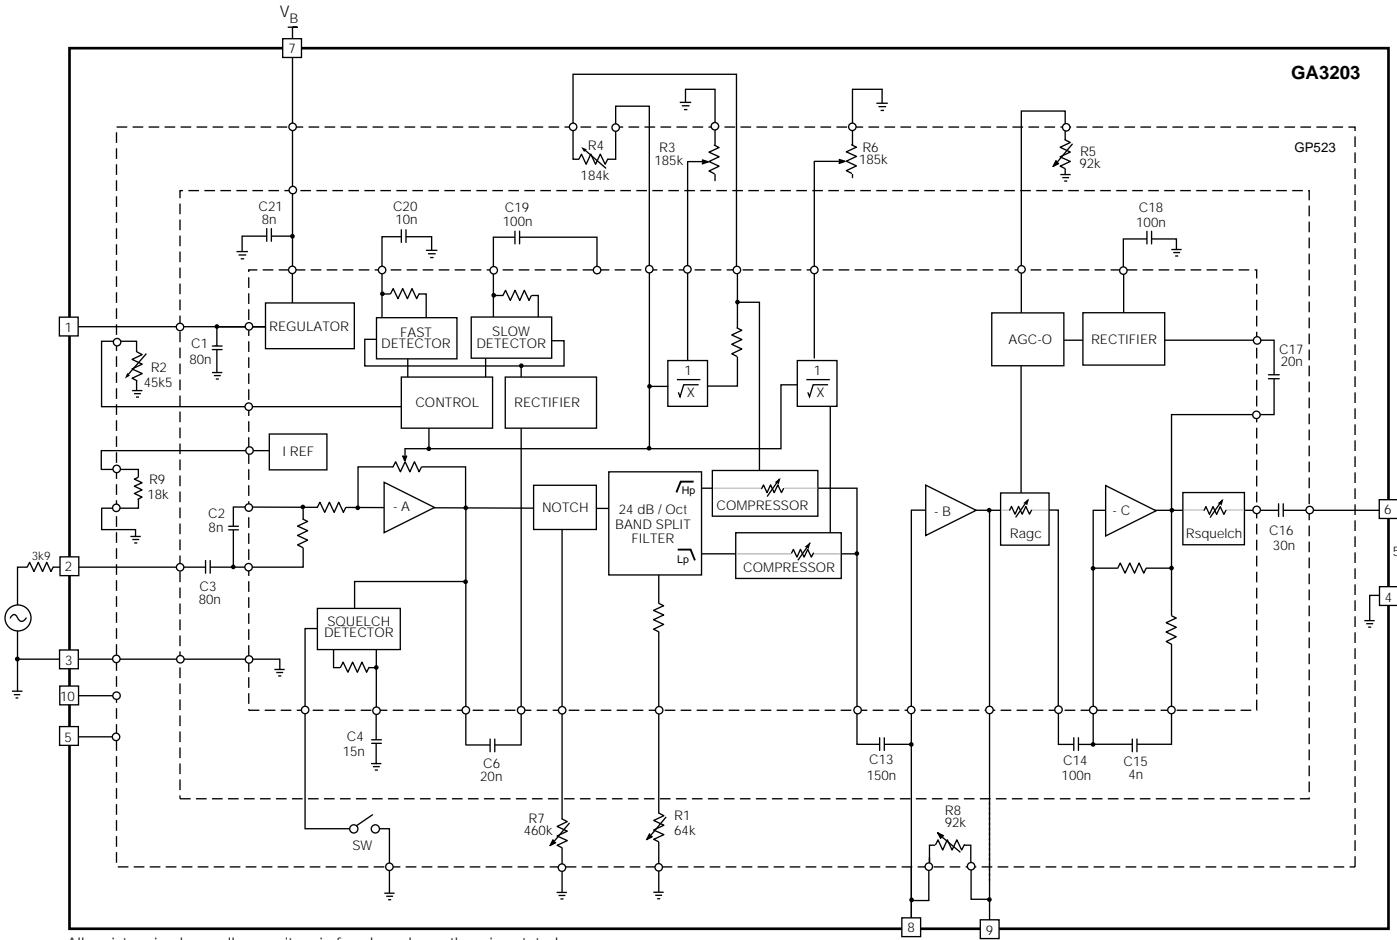 VB
7
GA3203
R4
184k
R3
185k
R6
185k
R5
92k
GP523
C21
8n
C20
10n
C19
100n
C18
100n
1
REGULATOR
FAST
DETECTOR
SLOW
DETECTOR
AGC-O
RECTIFIER
C1
80n
R2
45k5
C17
20n
1
√X
1
√X
CONTROL
RECTIFIER
I REF
R9
18k
C2
8n
- A
NOTCH
24 dB / Oct
BAND SPLIT
FILTER
Hp
Lp
COMPRESSOR
COMPRESSOR
- B
Ragc
- C
Rsquelch
C16
30n
6
5
3k9
2
C3
80n
4
SQUELCH
DETECTOR
3
10
5
C4
15n
C6
20n
C13
150n
C14
100n
C15
4n
SW
R7
460k
R1
64k
R8
92k
8
9